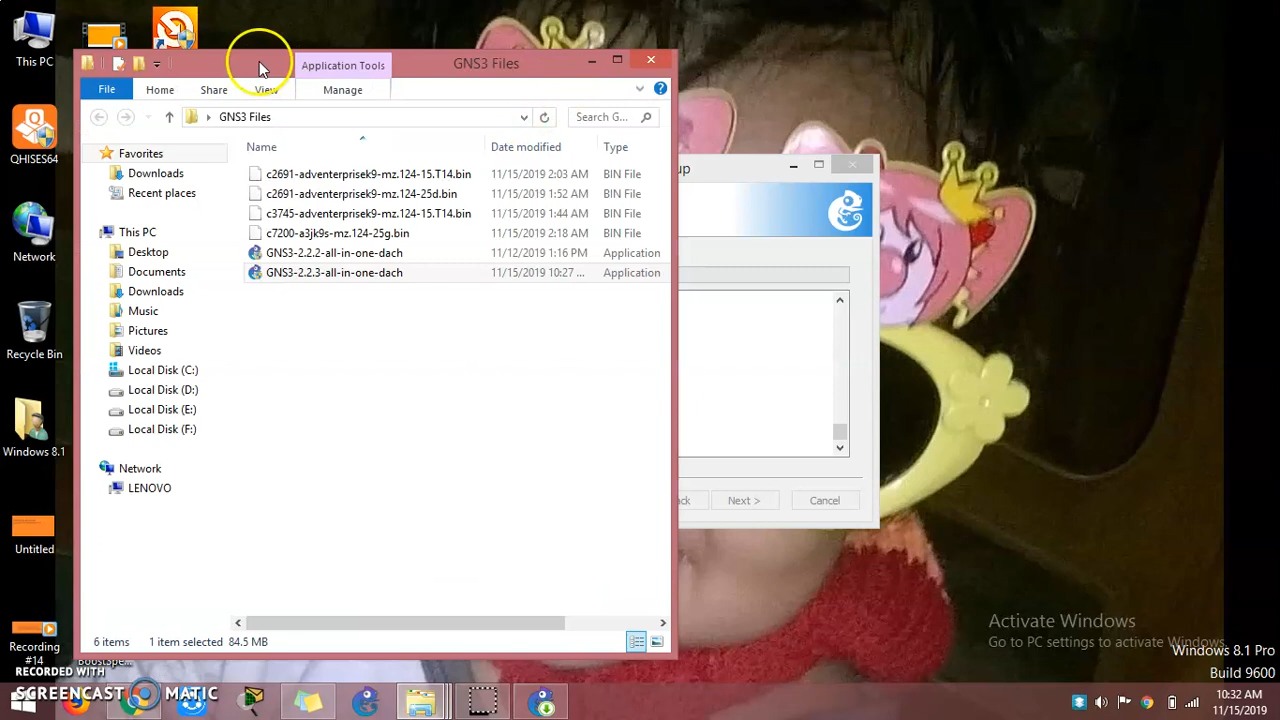 This PC
Application Tools
GNS3 Files
up
File
Home
Share
View
Manage
GNS3 Files
Search G...
QHISES64
Name
Date modified
Type
Favorites
Downloads
Recent places
c2691-adventerprisek9-mz.124-15.T14.bin
11/15/2019 2:03 AM
BIN File
c2691-adventerprisek9-mz.124-25d.bin
11/15/2019 1:52 AM
BIN File
c3745-adventerprisek9-mz.124-15.T14.bin
11/15/2019 1:44 AM
BIN File
c7200-a3jk9s-mz.124-25g.bin
11/15/2019 2:18 AM
BIN File
GNS3-2.2.2-all-in-one-dach
11/12/2019 1:16 PM
Application
GNS3-2.2.3-all-in-one-dach
11/15/2019 10:27 ...
Application
This PC
Desktop
Documents
Downloads
Music
Pictures
Videos
Local Disk (C:)
Local Disk (D:)
Local Disk (E:)
Local Disk (F:)
Network
LENOVO
Network
Recycle Bin
Windows 8.1
Untitled
Recording
#14
ack
Next >
Cancel
6 items
1 item selected
84.5 MB
BoostSpe...
Activate Windows
Go to PC settings to activate Windows.
Windows 8.1 Pro
Build 9600
RECORDED WITH
SCREENCAST
MATIC
10:32 AM
11/15/2019